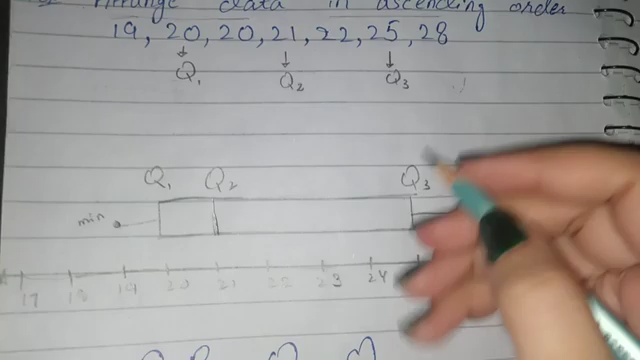 Arrange data in ascending order
19, 20, 20, 21, 22, 25, 28
Q₁ Q₂ Q₃
Q₁ Q₂ Q₃
min
17 18 19 20 21 22 23 24